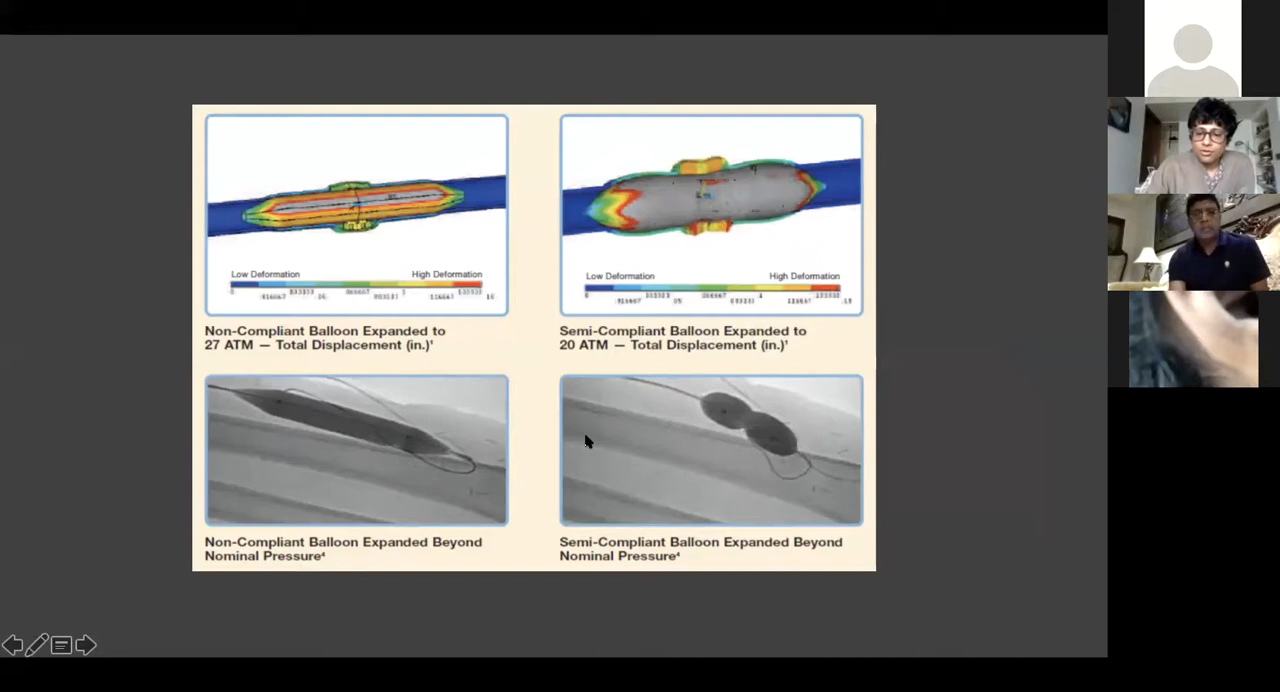 Low Deformation High Deformation
Low Deformation High Deformation
Non-Compliant Balloon Expanded to
27 ATM — Total Displacement (in.)¹
Semi-Compliant Balloon Expanded to
20 ATM — Total Displacement (in.)¹
Non-Compliant Balloon Expanded Beyond
Nominal Pressure⁴
Semi-Compliant Balloon Expanded Beyond
Nominal Pressure⁴